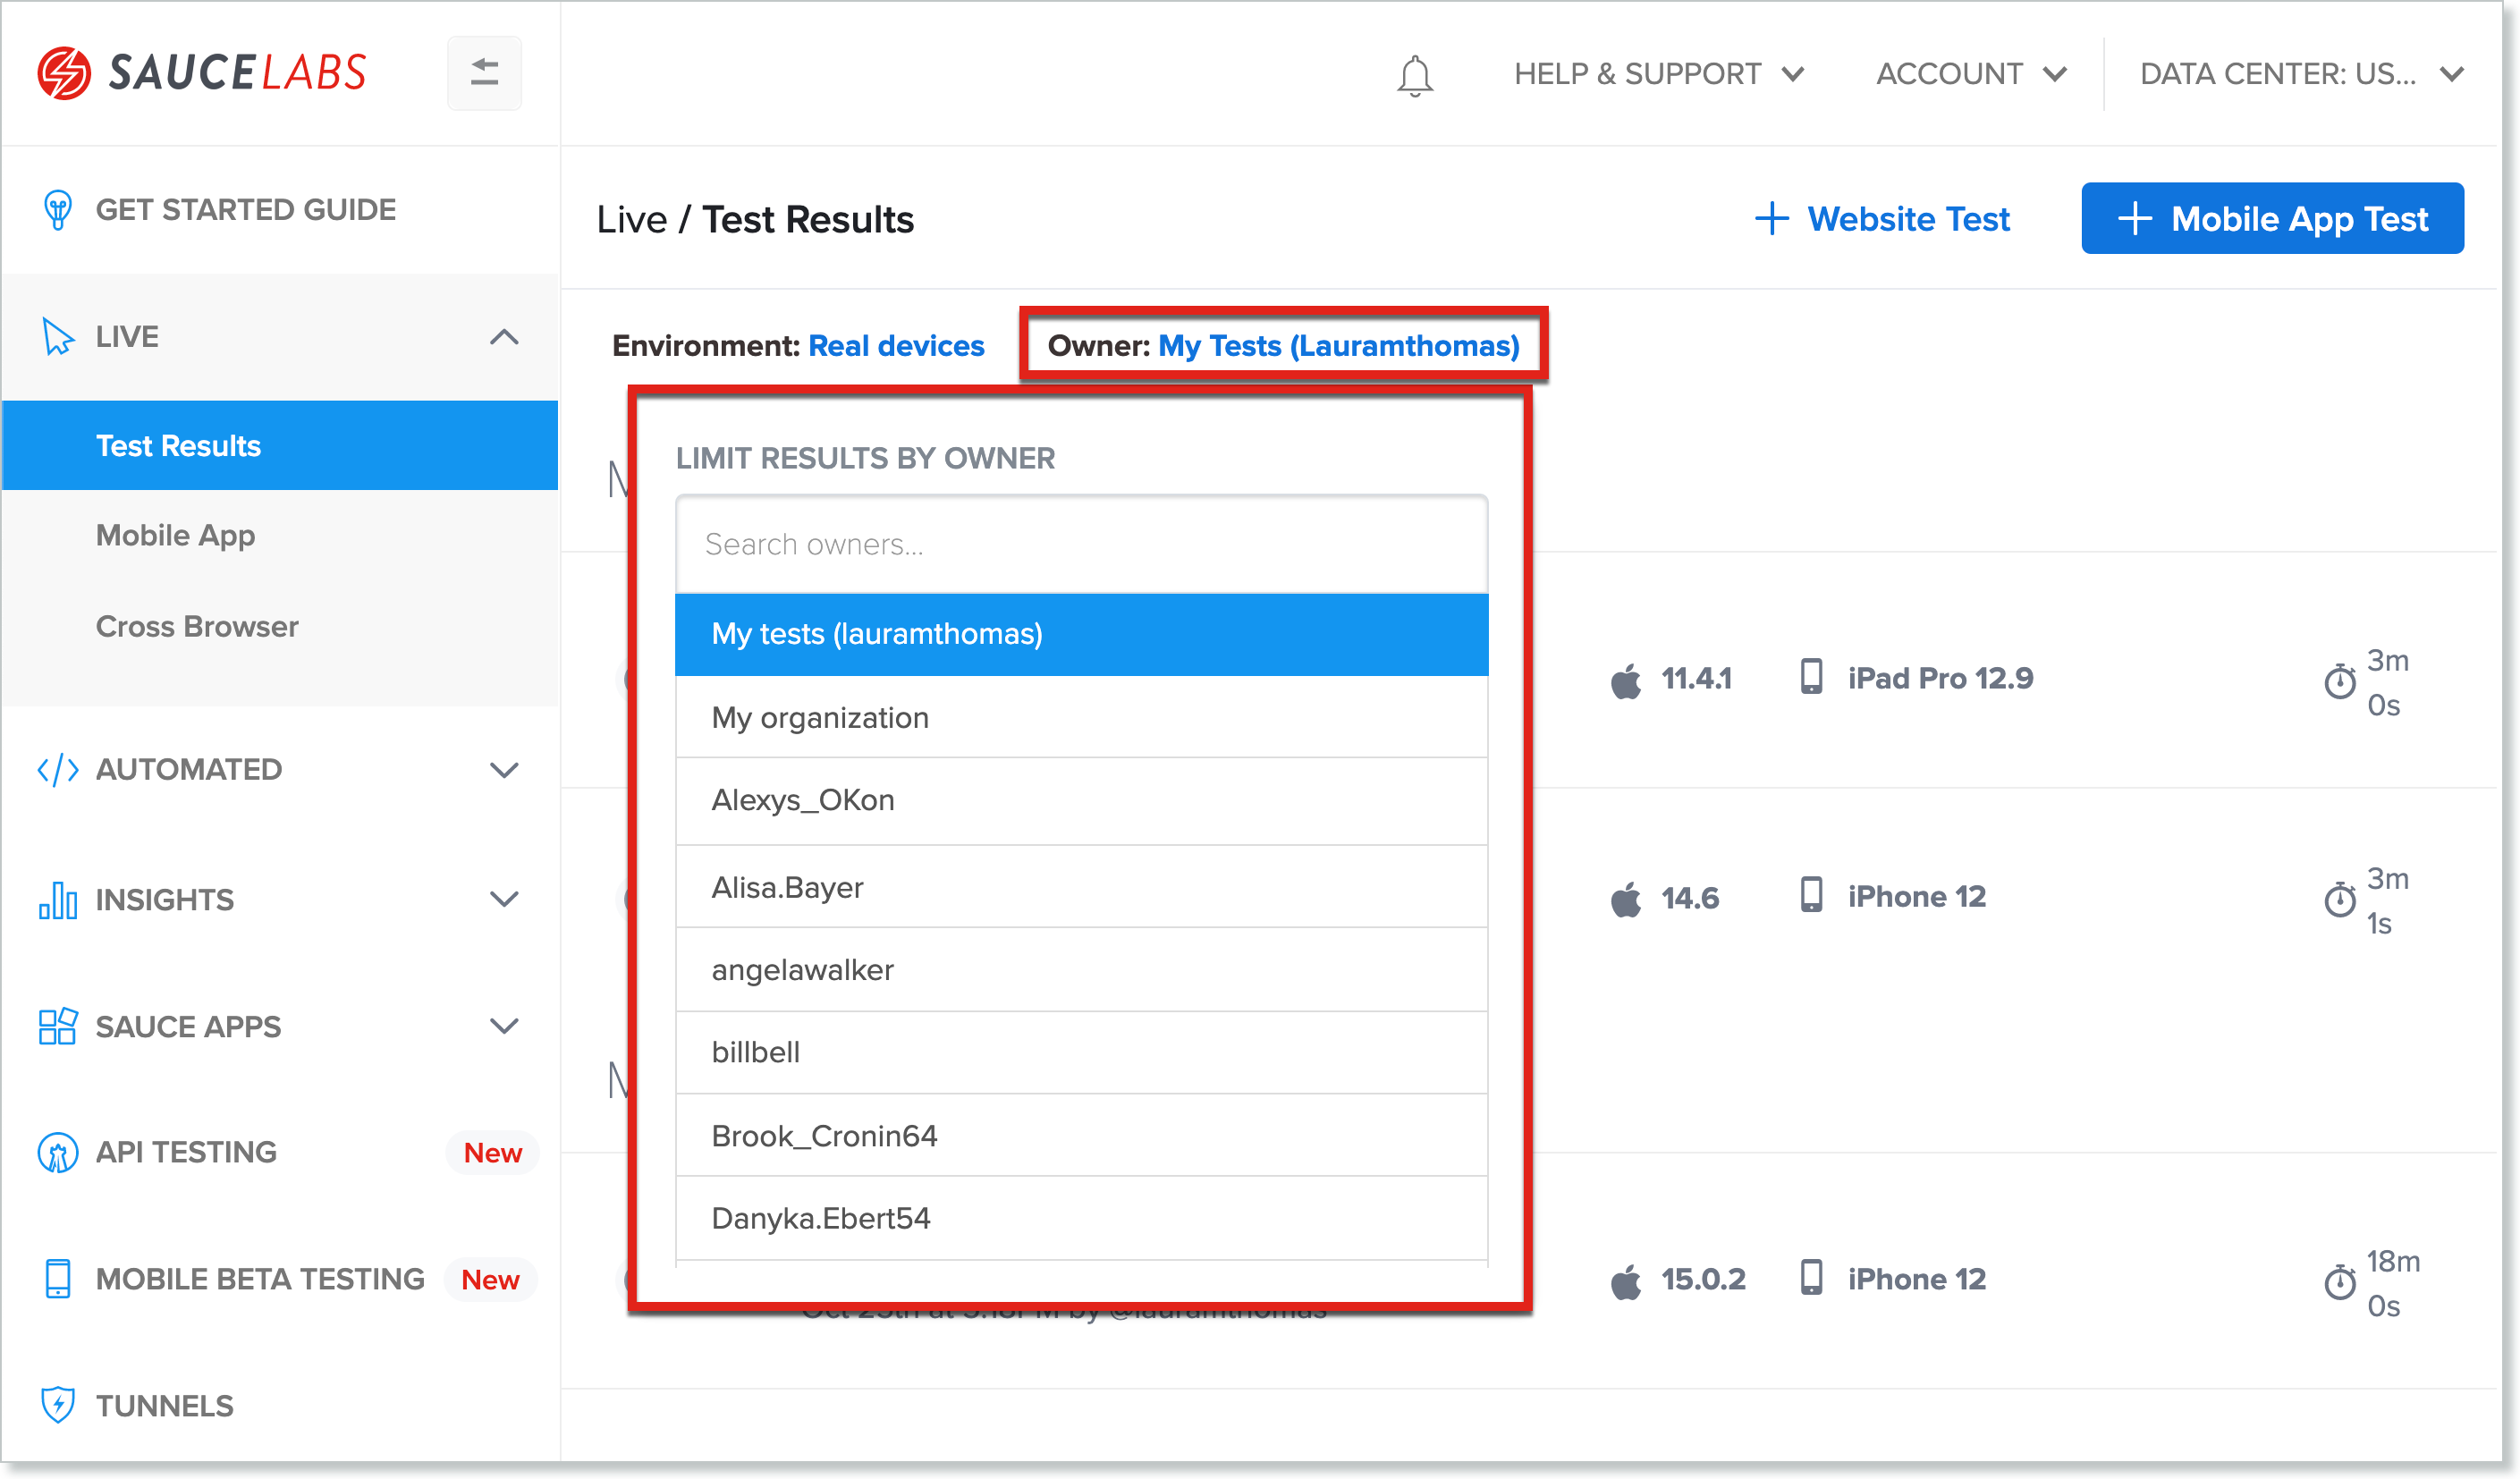 SAUCE LABS
HELP & SUPPORT
ACCOUNT
DATA CENTER: US...
GET STARTED GUIDE
LIVE
Test Results
Mobile App
Cross Browser
AUTOMATED
INSIGHTS
SAUCE APPS
API TESTING New
MOBILE BETA TESTING New
TUNNELS
Live / Test Results
+ Website Test
+ Mobile App Test
Environment: Real devices
Owner: My Tests (Lauramthomas)
LIMIT RESULTS BY OWNER
Search owners...
My tests (lauramthomas)
My organization
Alexys_OKon
Alisa.Bayer
angelawalker
billbell
Brook_Cronin64
Danyka.Ebert54
11.4.1 iPad Pro 12.9 3m 0s
14.6 iPhone 12 3m 1s
15.0.2 iPhone 12 18m 0s
by @lauramthomas